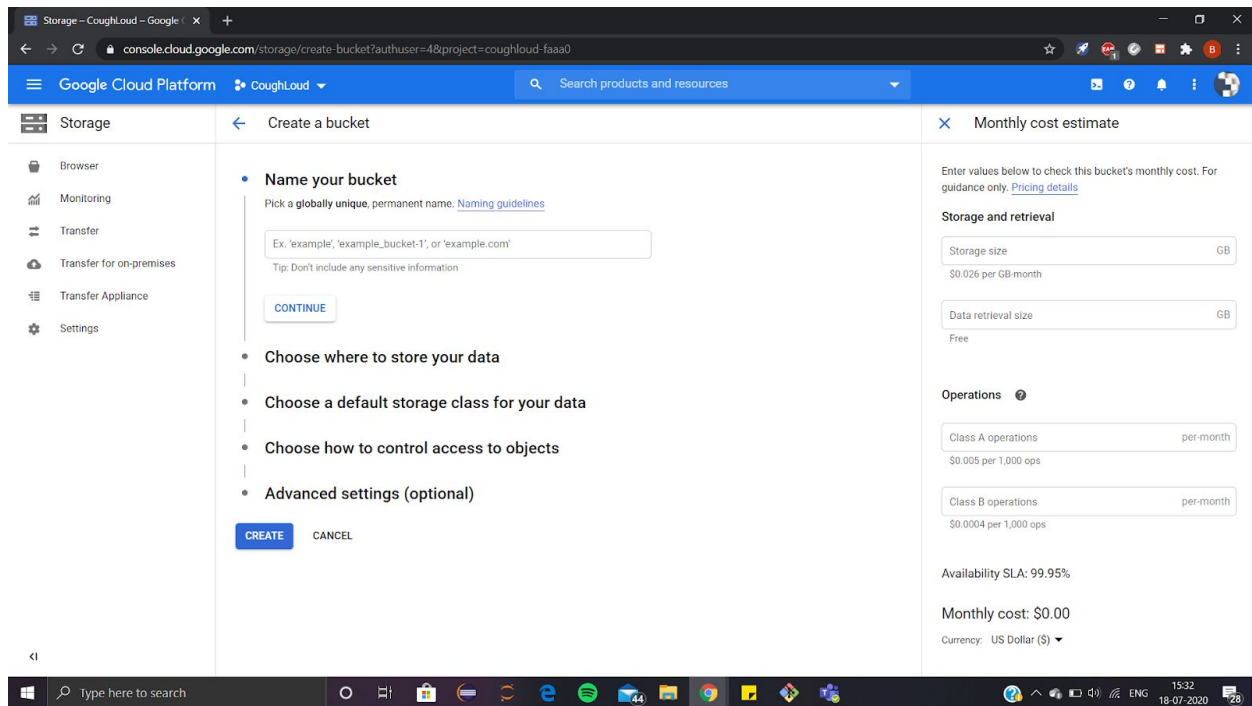 Storage – CoughLoud – Google C
console.cloud.google.com/storage/create-bucket?authuser=4&project=coughloud-faaa0
1
B
Google Cloud Platform
CoughLoud
Search products and resources
Storage
Create a bucket
Monthly cost estimate
Browser
Monitoring
Transfer
Transfer for on-premises
Transfer Appliance
Settings
Name your bucket
Pick a globally unique, permanent name. Naming guidelines
Ex. 'example', 'example_bucket-1', or 'example.com'
Tip: Don't include any sensitive information
CONTINUE
Choose where to store your data
Choose a default storage class for your data
Choose how to control access to objects
Advanced settings (optional)
CREATE CANCEL
Enter values below to check this bucket's monthly cost. For
guidance only. Pricing details
Storage and retrieval
Storage size GB
$0.026 per GB-month
Data retrieval size GB
Free
Operations
Class A operations per-month
$0.005 per 1,000 ops
Class B operations per-month
$0.0004 per 1,000 ops
Availability SLA: 99.95%
Monthly cost: $0.00
Currency: US Dollar ($)
Type here to search
44
ENG
15:32
18-07-2020
28